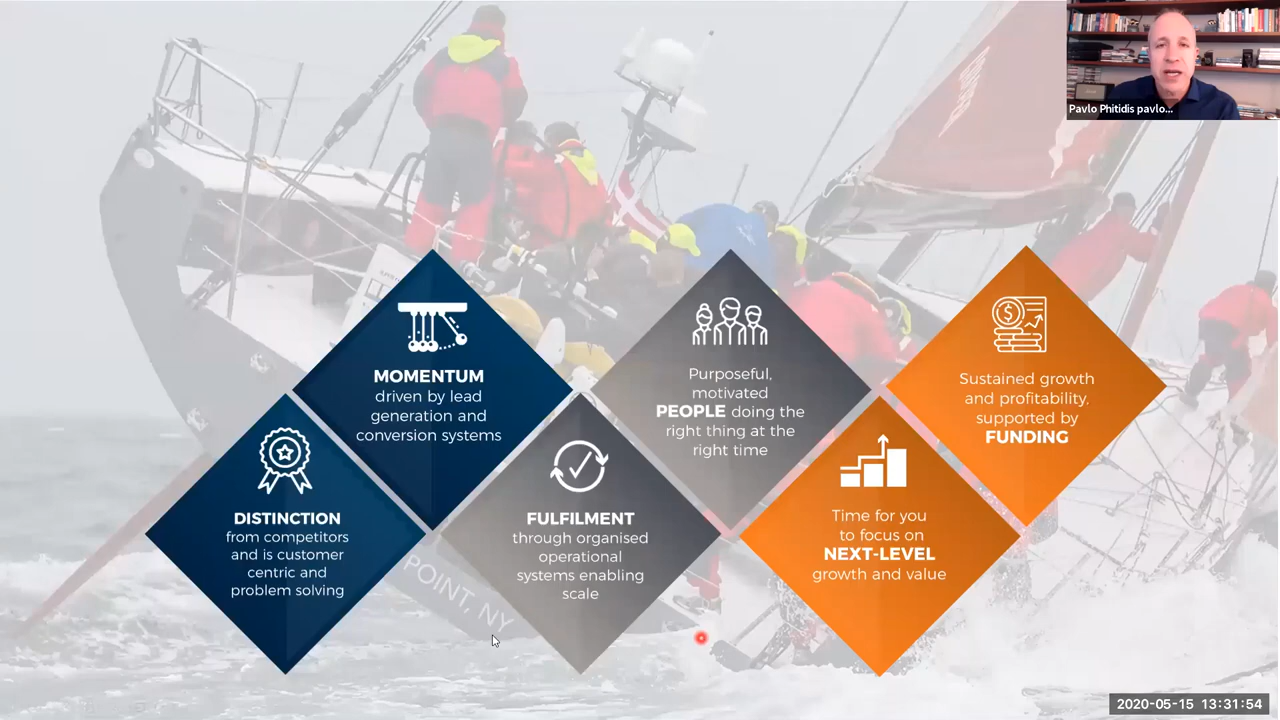 Pavlo Phitidis pavlo...
MOMENTUM
driven by lead
generation and
conversion systems
Purposeful,
motivated
PEOPLE doing the
right thing at the
right time
Sustained growth
and profitability,
supported by
FUNDING
DISTINCTION
from competitors
and is customer
centric and
problem solving
FULFILMENT
through organised
operational
systems enabling
scale
Time for you
to focus on
NEXT-LEVEL
growth and value
POINT, NY
2020-05-15 13:31:54